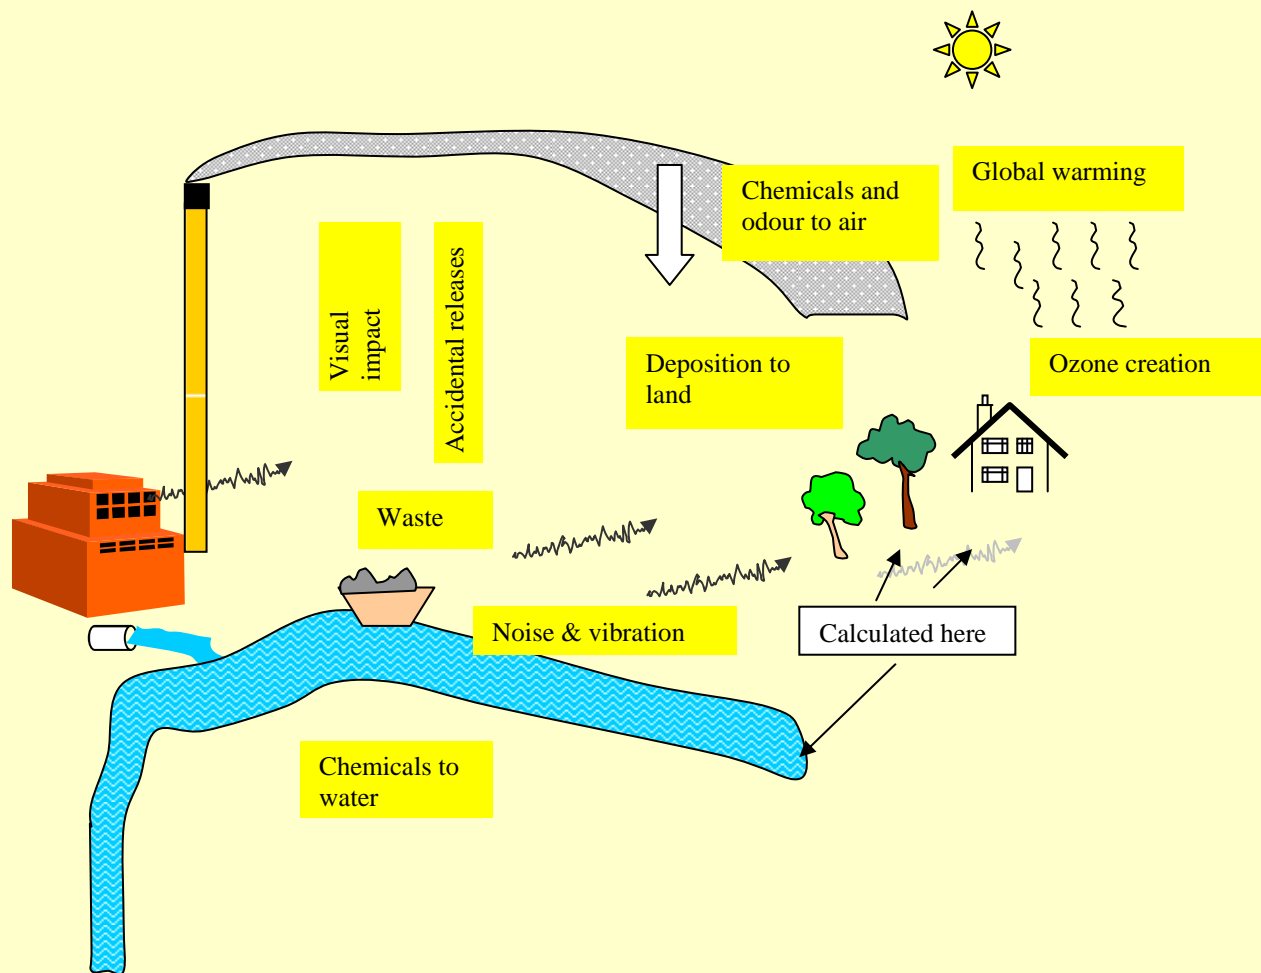 Global warming
Chemicals and
odour to air
Visual
impact
Accidental releases
Deposition to
land
Ozone creation
Waste
Noise & vibration
Calculated here
Chemicals to
water